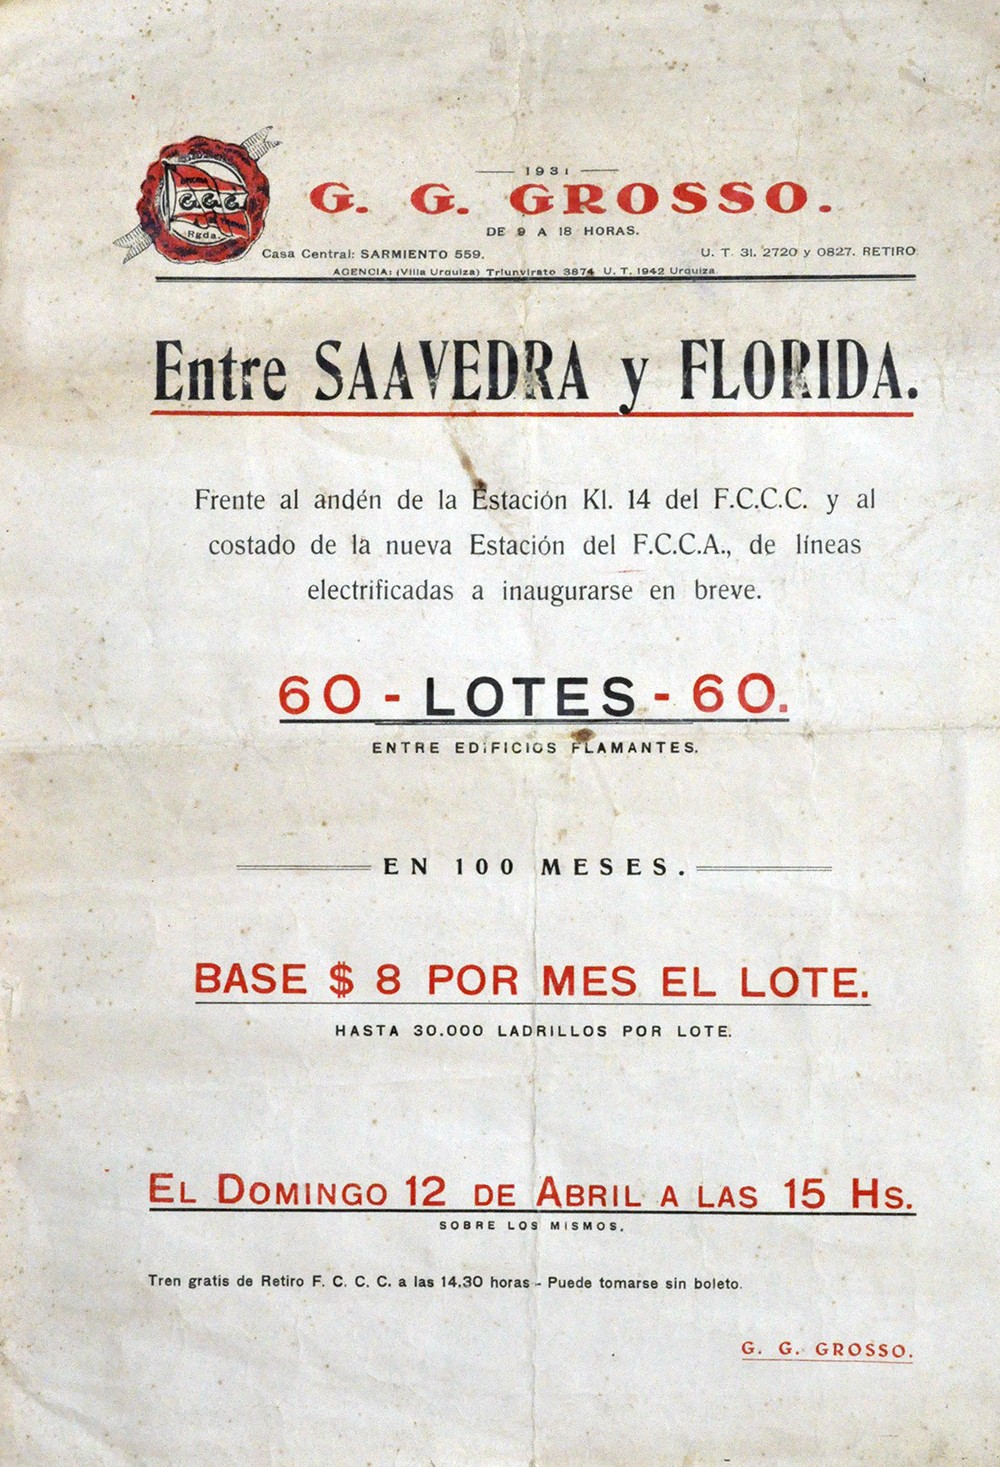 1931
G. G. GROSSO.
DE 9 A 18 HORAS.
G.G.G.
Rgda.
Casa Central: SARMIENTO 559.
U. T. 31. 2720 y 0827. RETIRO
AGENCIA: (Villa Urquiza) Triunvirato 3874 U. T. 1942 Urquiza.
Entre SAAVEDRA y FLORIDA.
Frente al andén de la Estación Kl. 14 del F.C.C.C. y al
costado de la nueva Estación del F.C.C.A., de líneas
electrificadas a inaugurarse en breve.
60 - LOTES - 60.
ENTRE EDIFICIOS FLAMANTES.
EN 100 MESES.
BASE $ 8 POR MES EL LOTE.
HASTA 30.000 LADRILLOS POR LOTE.
EL DOMINGO 12 DE ABRIL A LAS 15 HS.
SOBRE LOS MISMOS.
Tren gratis de Retiro F. C. C. C. a las 14,30 horas - Puede tomarse sin boleto.
G. G. GROSSO.